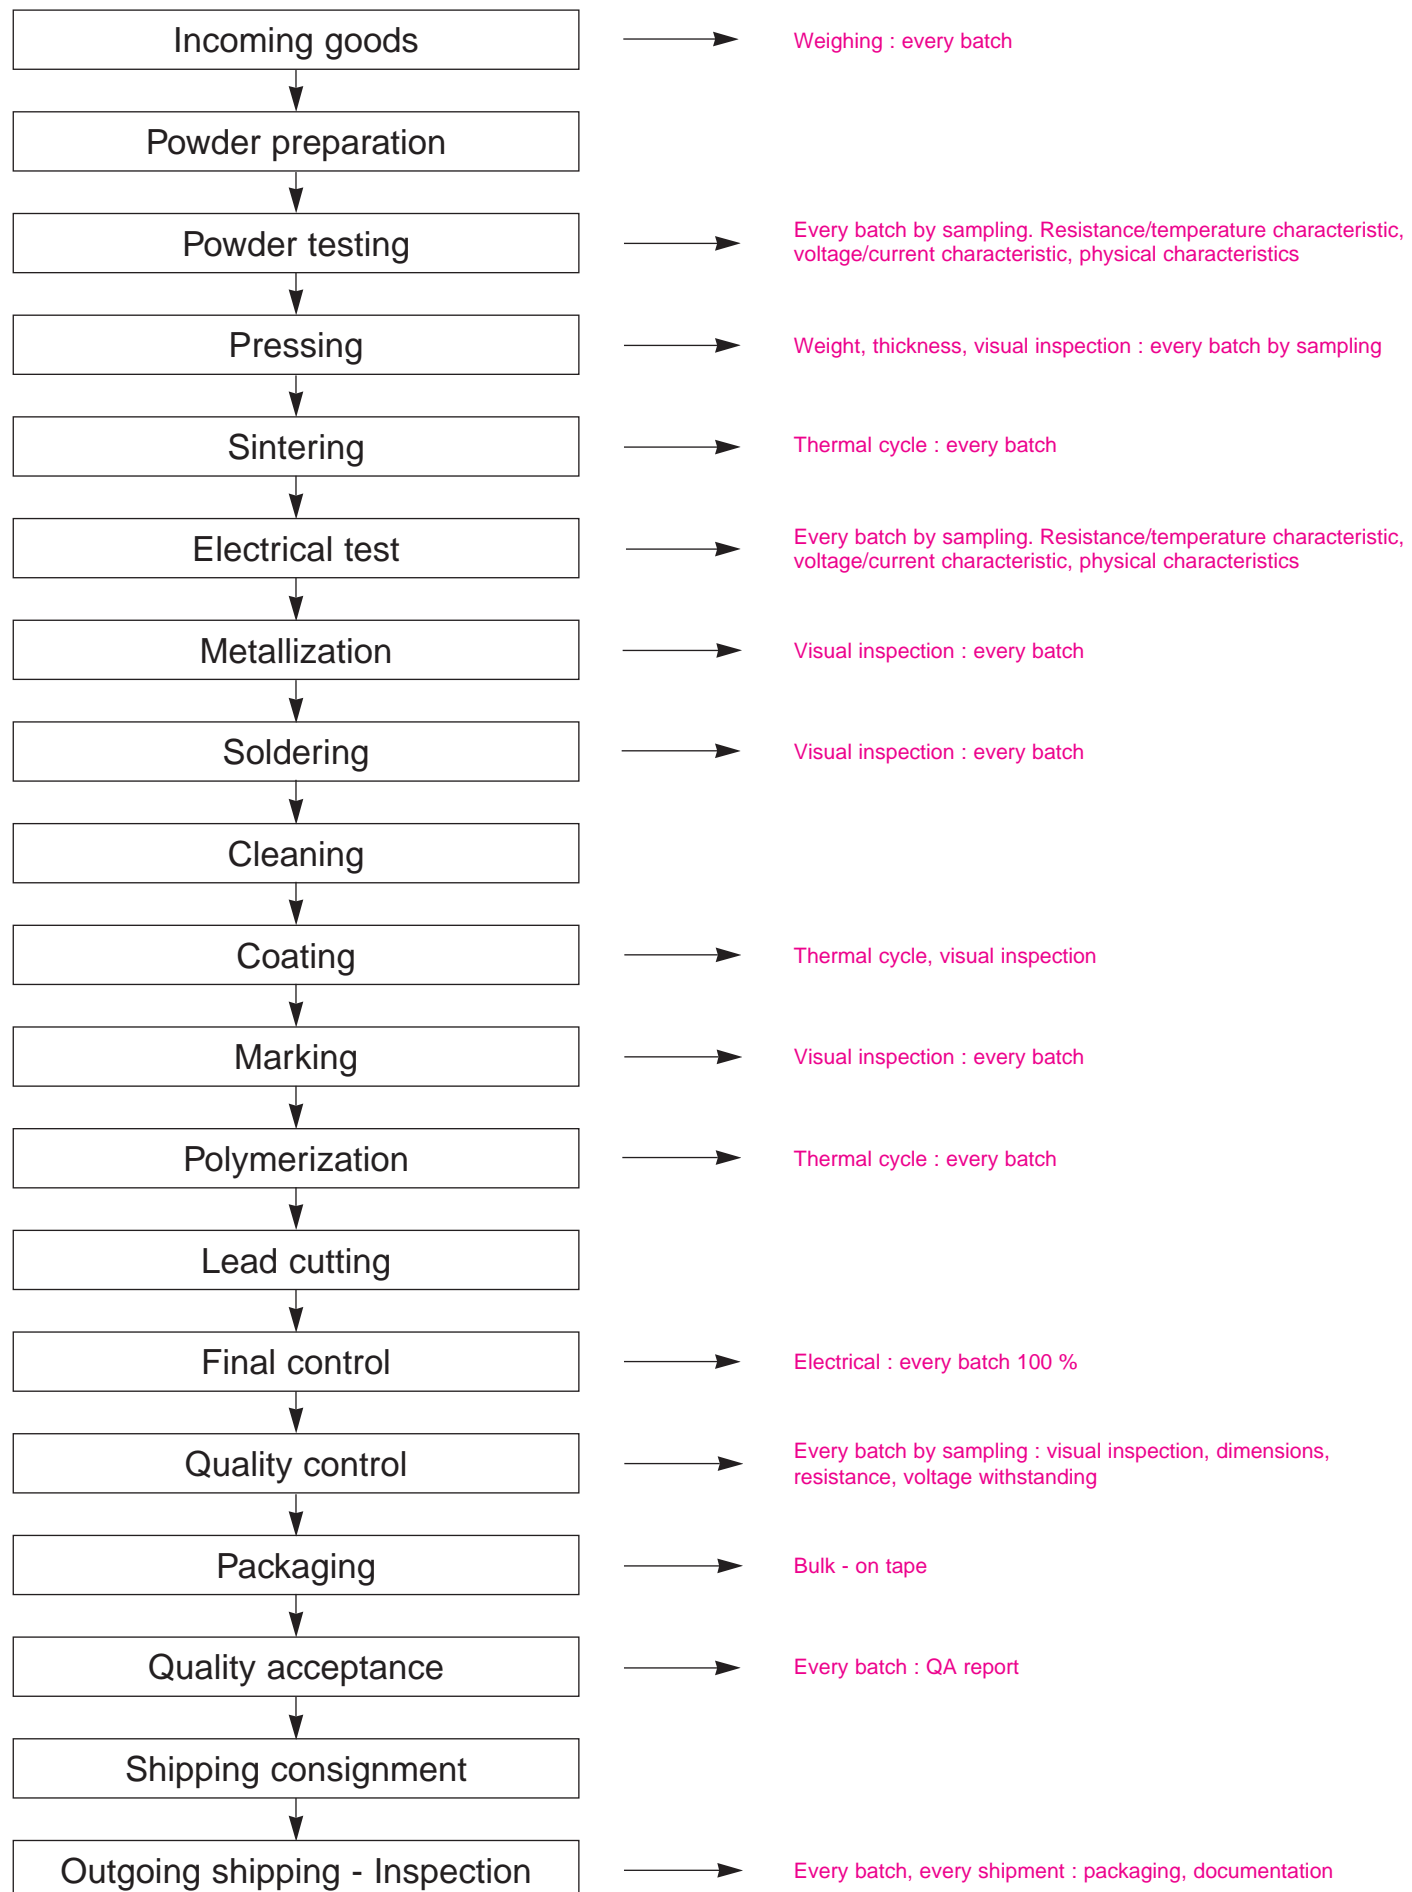 Incoming goods
Weighing : every batch
Powder preparation
Powder testing
Every batch by sampling. Resistance/temperature characteristic,
voltage/current characteristic, physical characteristics
Pressing
Weight, thickness, visual inspection : every batch by sampling
Sintering
Thermal cycle : every batch
Electrical test
Every batch by sampling. Resistance/temperature characteristic,
voltage/current characteristic, physical characteristics
Metallization
Visual inspection : every batch
Soldering
Visual inspection : every batch
Cleaning
Coating
Thermal cycle, visual inspection
Marking
Visual inspection : every batch
Polymerization
Thermal cycle : every batch
Lead cutting
Final control
Electrical : every batch 100 %
Quality control
Every batch by sampling : visual inspection, dimensions,
resistance, voltage withstanding
Packaging
Bulk - on tape
Quality acceptance
Every batch : QA report
Shipping consignment
Outgoing shipping - Inspection
Every batch, every shipment : packaging, documentation